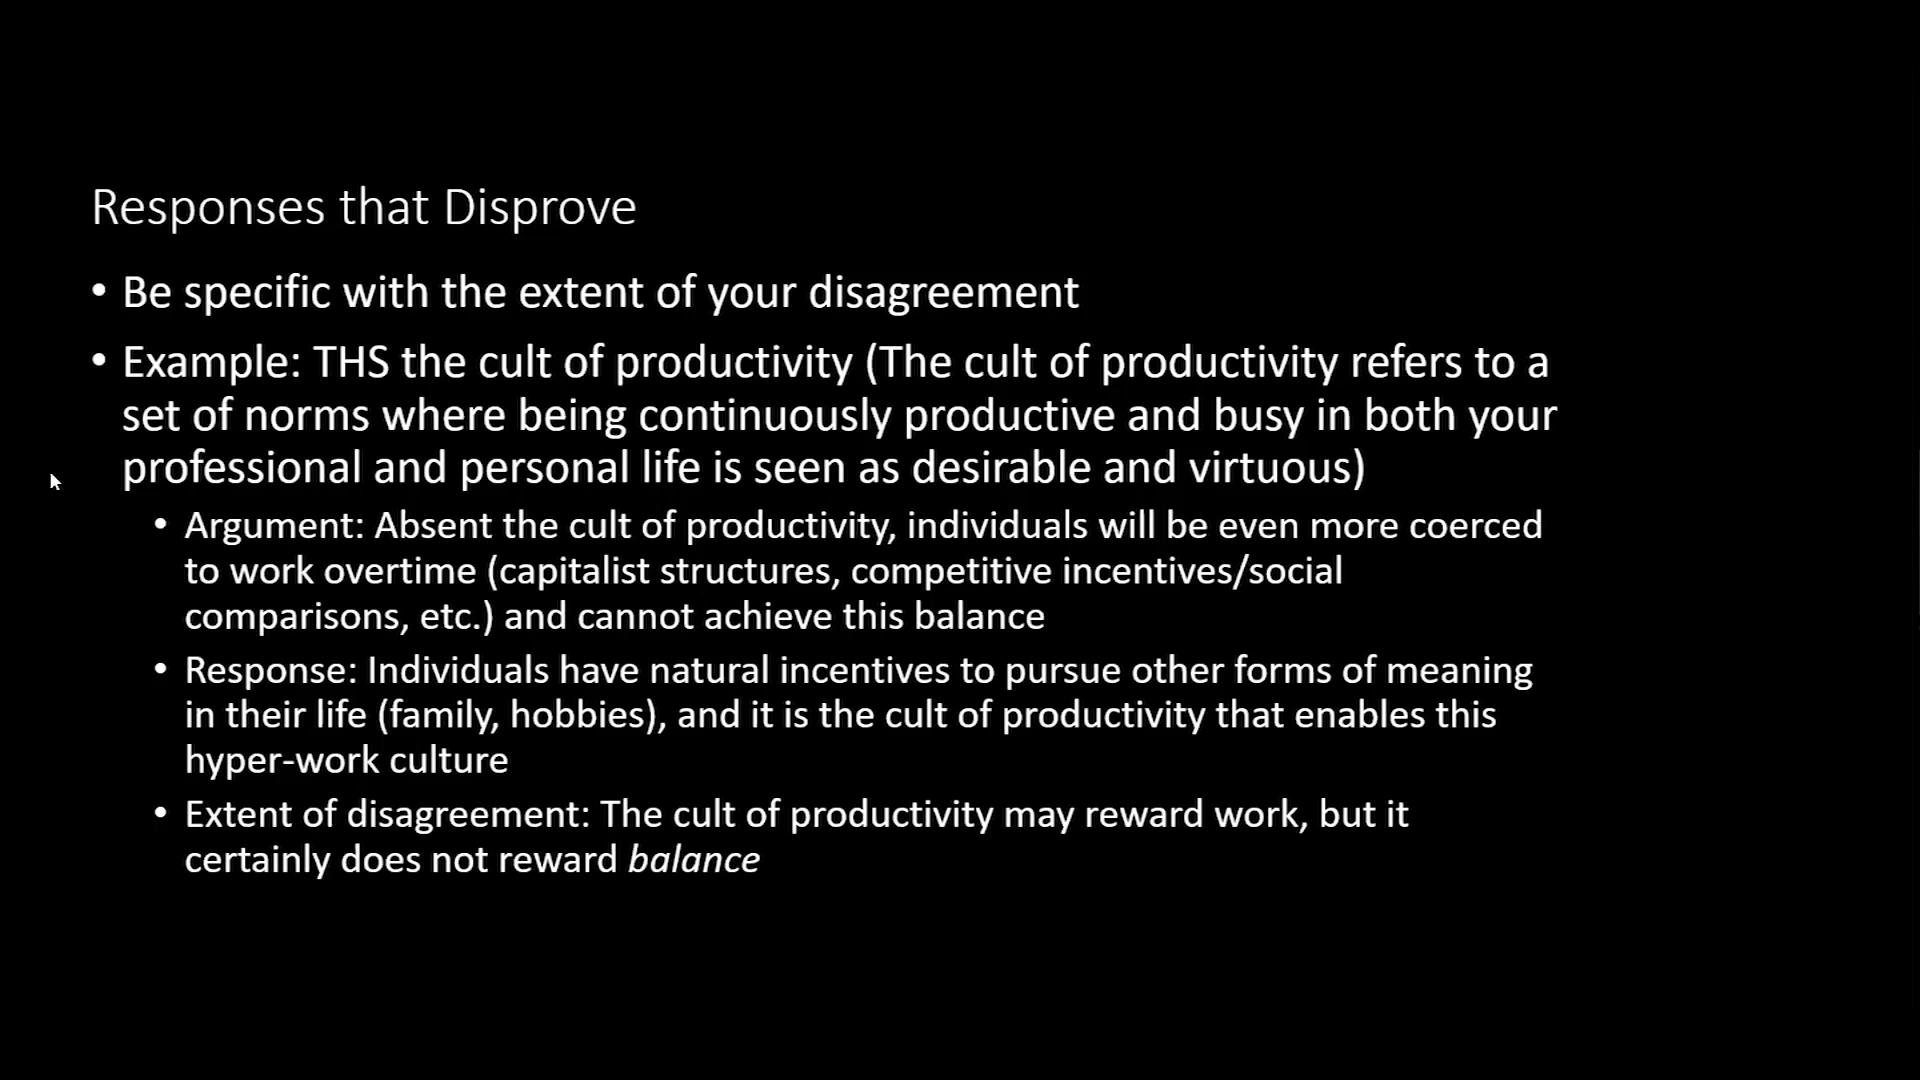 Responses that Disprove
• Be specific with the extent of your disagreement
• Example: THS the cult of productivity (The cult of productivity refers to a
set of norms where being continuously productive and busy in both your
professional and personal life is seen as desirable and virtuous)
• Argument: Absent the cult of productivity, individuals will be even more coerced
to work overtime (capitalist structures, competitive incentives/social
comparisons, etc.) and cannot achieve this balance
• Response: Individuals have natural incentives to pursue other forms of meaning
in their life (family, hobbies), and it is the cult of productivity that enables this
hyper-work culture
• Extent of disagreement: The cult of productivity may reward work, but it
certainly does not reward balance